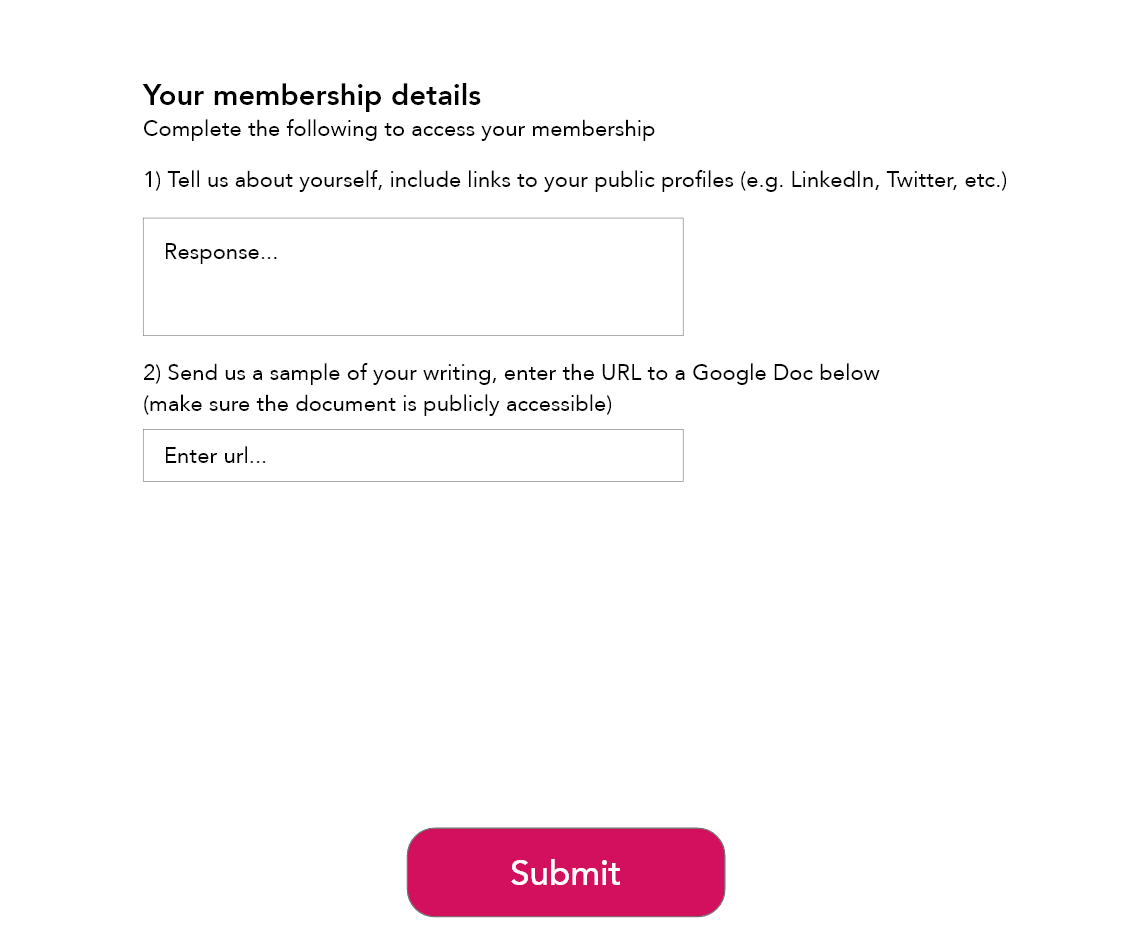 Your membership details
Complete the following to access your membership
1) Tell us about yourself, include links to your public profiles (e.g. LinkedIn, Twitter, etc.)
Response...
2) Send us a sample of your writing, enter the URL to a Google Doc below
(make sure the document is publicly accessible)
Enter url...
Submit